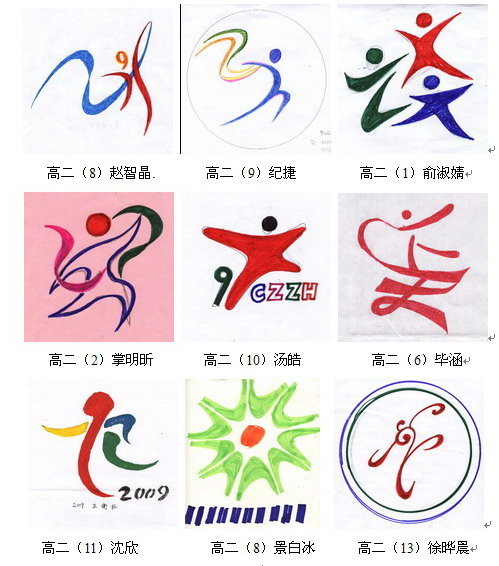 9
高二（8）赵智晶.
高二（9）纪捷
高二（1）俞淑婧
高二（2）掌明昕
9 CZZH
高二（10）汤皓
高二（6）毕涵
2009
高二（11）沈欣
高二（8）景白冰
高二（13）徐晔晨